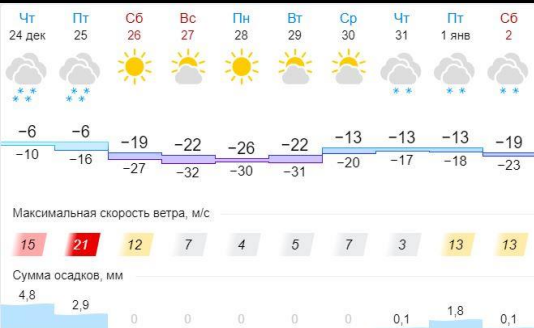 Чт Пт Сб Вс Пн Вт Ср Чт Пт Сб
24 дек 25 26 27 28 29 30 31 1 янв 2
−6 −6 −19 −22 −26 −22 −13 −13 −13 −19
−10 −16 −27 −32 −30 −31 −20 −17 −18 −23
Максимальная скорость ветра, м/с
15 21 12 7 4 5 7 3 13 13
Сумма осадков, мм
4,8 2,9 0 0 0 0 0 0,1 1,8 0,1